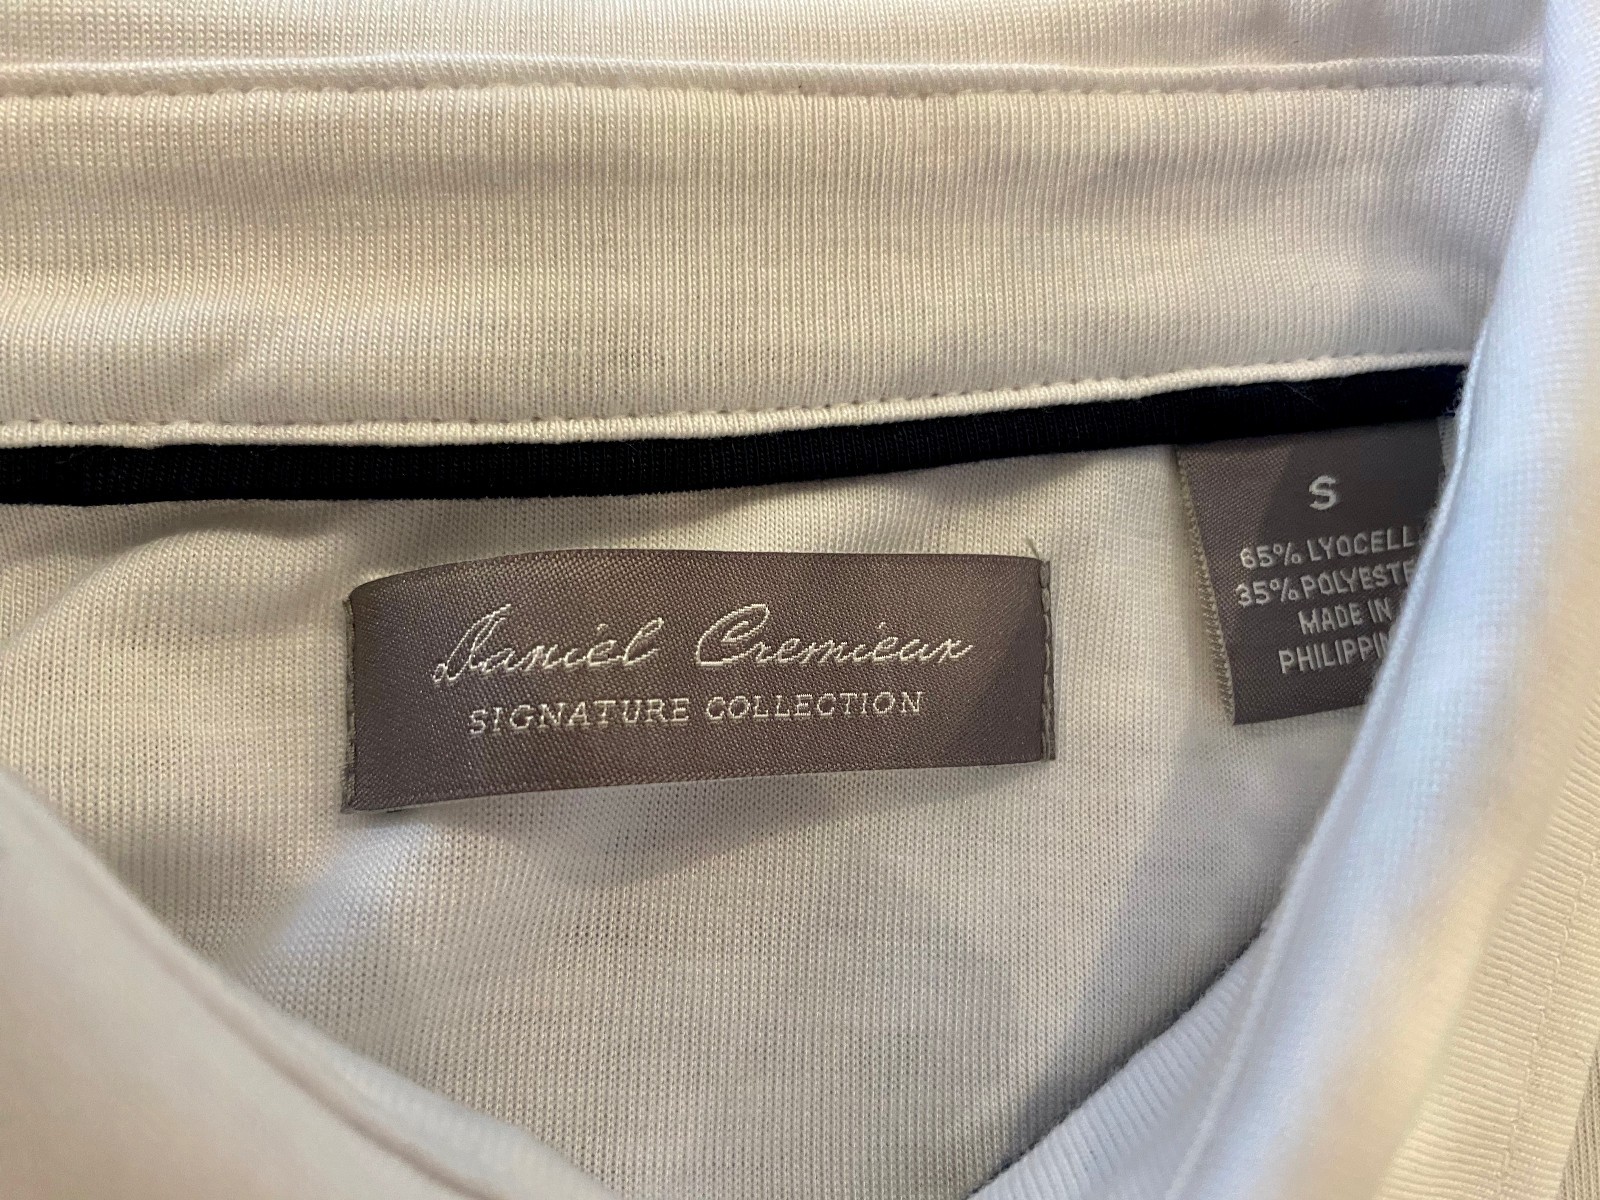 Daniel Cremieux
SIGNATURE COLLECTION
S
65% LYOCELL
35% POLYESTE
MADE IN
PHILIPPIN